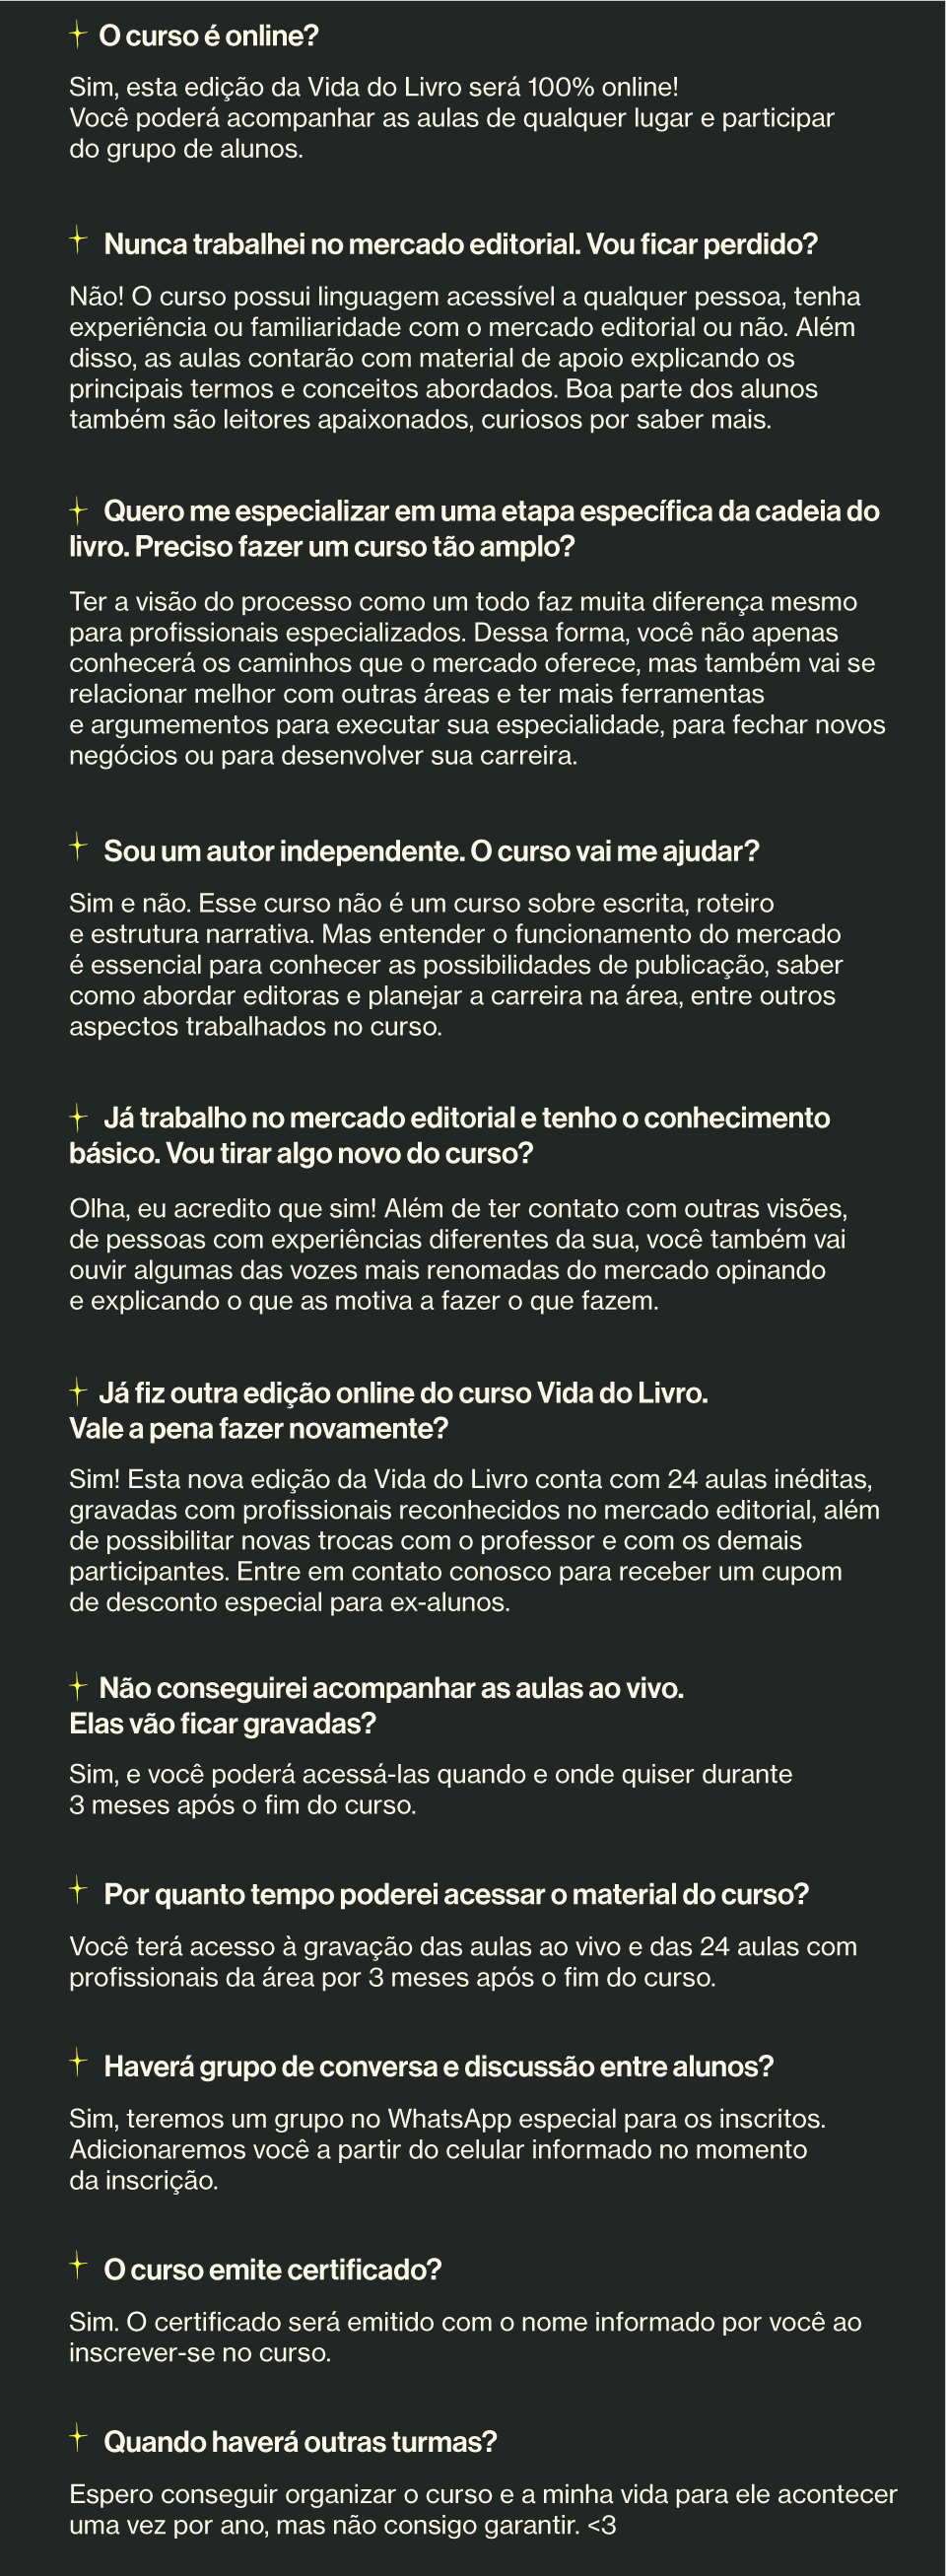 O curso é online?
Sim, esta edição da Vida do Livro será 100% online!
Você poderá acompanhar as aulas de qualquer lugar e participar
do grupo de alunos.
Nunca trabalhei no mercado editorial. Vou ficar perdido?
Não! O curso possui linguagem acessível a qualquer pessoa, tenha
experiência ou familiaridade com o mercado editorial ou não. Além
disso, as aulas contarão com material de apoio explicando os
principais termos e conceitos abordados. Boa parte dos alunos
também são leitores apaixonados, curiosos por saber mais.
Quero me especializar em uma etapa específica da cadeia do
livro. Preciso fazer um curso tão amplo?
Ter a visão do processo como um todo faz muita diferença mesmo
para profissionais especializados. Dessa forma, você não apenas
conhecerá os caminhos que o mercado oferece, mas também vai se
relacionar melhor com outras áreas e ter mais ferramentas
e argumementos para executar sua especialidade, para fechar novos
negócios ou para desenvolver sua carreira.
Sou um autor independente. O curso vai me ajudar?
Sim e não. Esse curso não é um curso sobre escrita, roteiro
e estrutura narrativa. Mas entender o funcionamento do mercado
é essencial para conhecer as possibilidades de publicação, saber
como abordar editoras e planejar a carreira na área, entre outros
aspectos trabalhados no curso.
Já trabalho no mercado editorial e tenho o conhecimento
básico. Vou tirar algo novo do curso?
Olha, eu acredito que sim! Além de ter contato com outras visões,
de pessoas com experiências diferentes da sua, você também vai
ouvir algumas das vozes mais renomadas do mercado opinando
e explicando o que as motiva a fazer o que fazem.
Já fiz outra edição online do curso Vida do Livro.
Vale a pena fazer novamente?
Sim! Esta nova edição da Vida do Livro conta com 24 aulas inéditas,
gravadas com profissionais reconhecidos no mercado editorial, além
de possibilitar novas trocas com o professor e com os demais
participantes. Entre em contato conosco para receber um cupom
de desconto especial para ex-alunos.
Não conseguirei acompanhar as aulas ao vivo.
Elas vão ficar gravadas?
Sim, e você poderá acessá-las quando e onde quiser durante
3 meses após o fim do curso.
Por quanto tempo poderei acessar o material do curso?
Você terá acesso à gravação das aulas ao vivo e das 24 aulas com
profissionais da área por 3 meses após o fim do curso.
Haverá grupo de conversa e discussão entre alunos?
Sim, teremos um grupo no WhatsApp especial para os inscritos.
Adicionaremos você a partir do celular informado no momento
da inscrição.
O curso emite certificado?
Sim. O certificado será emitido com o nome informado por você ao
inscrever-se no curso.
Quando haverá outras turmas?
Espero conseguir organizar o curso e a minha vida para ele acontecer
uma vez por ano, mas não consigo garantir. <3